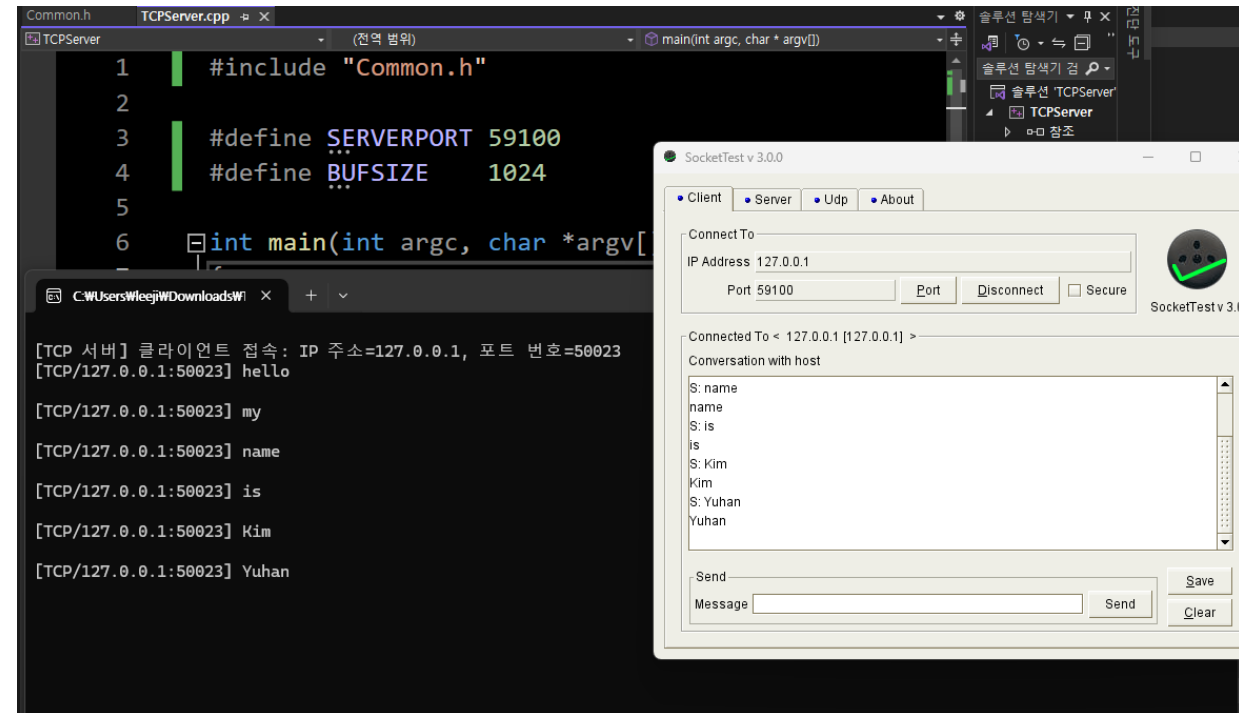 Common.h TCPServer.cpp
TCPServer (전역 범위) main(int argc, char * argv[])
1 #include "Common.h"
2
3 #define SERVERPORT 59100
4 #define BUFSIZE 1024
5
6 int main(int argc, char *argv[
솔루션 탐색기
솔루션 탐색기 검
솔루션 'TCPServer'
TCPServer
참조
C:₩Users₩leeji₩Downloads₩
[TCP 서버] 클라이언트 접속: IP 주소=127.0.0.1, 포트 번호=50023
[TCP/127.0.0.1:50023] hello
[TCP/127.0.0.1:50023] my
[TCP/127.0.0.1:50023] name
[TCP/127.0.0.1:50023] is
[TCP/127.0.0.1:50023] Kim
[TCP/127.0.0.1:50023] Yuhan
SocketTest v 3.0.0
Client Server Udp About
Connect To
IP Address 127.0.0.1
Port 59100 Port Disconnect Secure
SocketTest v 3.
Connected To < 127.0.0.1 [127.0.0.1] >
Conversation with host
S: name
name
S: is
is
S: Kim
Kim
S: Yuhan
Yuhan
Send
Message Send
Save
Clear